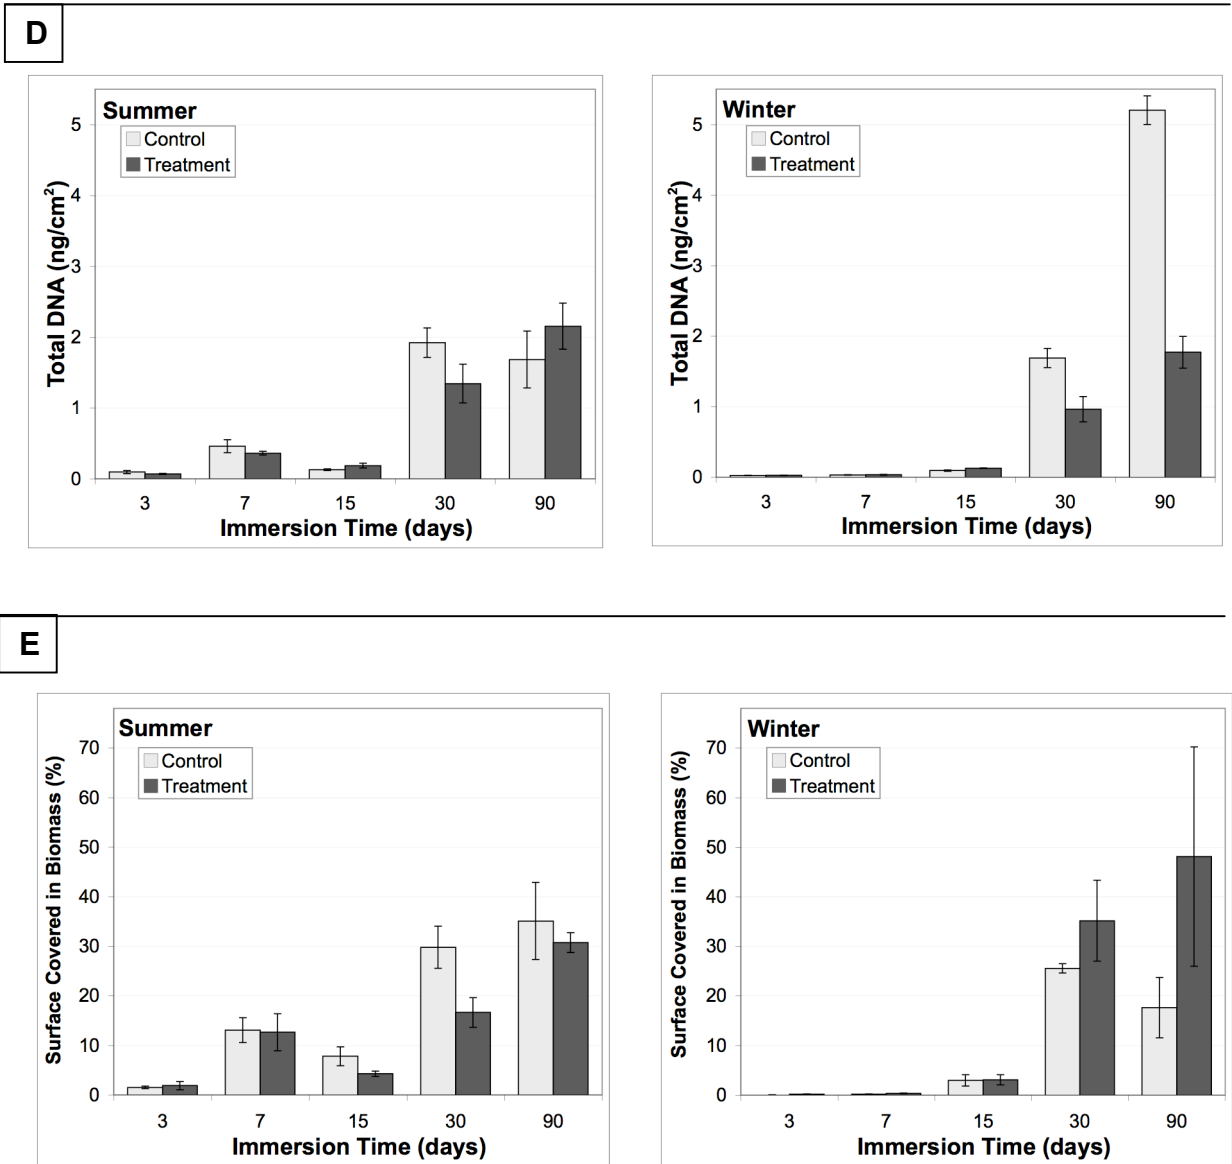 D
Summer
Control
Treatment
Total DNA (ng/cm²)
5
4
3
2
1
0
3 7 15 30 90
Immersion Time (days)
Winter
Control
Treatment
Total DNA (ng/cm²)
5
4
3
2
1
0
3 7 15 30 90
Immersion Time (days)
E
Summer
Control
Treatment
Surface Covered in Biomass (%)
70
60
50
40
30
20
10
0
3 7 15 30 90
Immersion Time (days)
Winter
Control
Treatment
Surface Covered in Biomass (%)
70
60
50
40
30
20
10
0
3 7 15 30 90
Immersion Time (days)